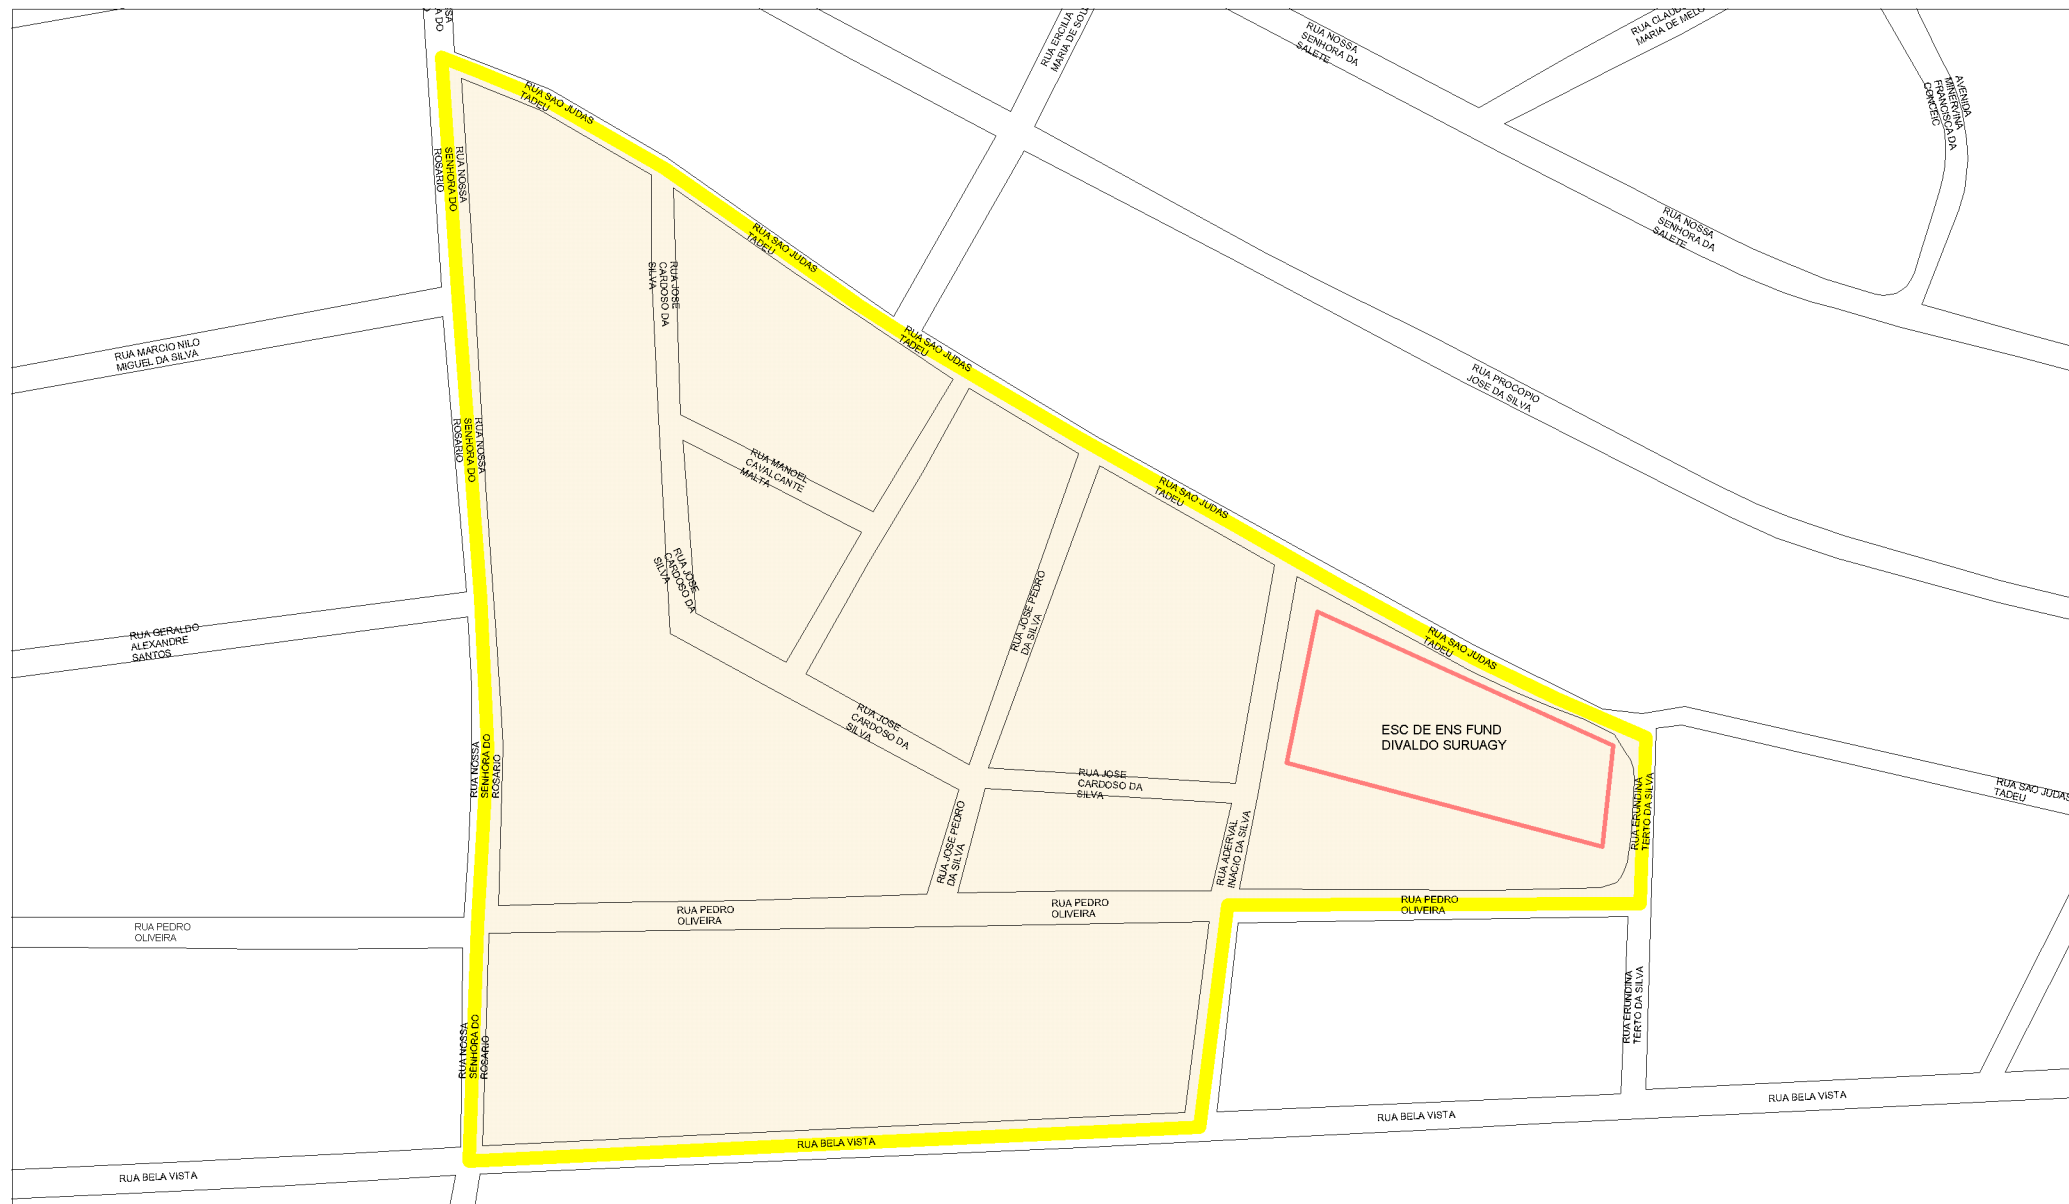 RUA ERCILIA
RUA NOSSA
SENHORA DA
SALETE
MARIA DE MELO
AVENIDA
MINERVINA
FRANCISCA DA
CONCEIC
RUA SAO JUDAS
TADEU
RUA NOSSA
SENHORA DO
ROSARIO
RUA SAO JUDAS
TADEU
RUA NOSSA
SENHORA DA
SALETE
RUA JOSE
CARDOSO DA
SILVA
RUA MARCIO NILO
MIGUEL DA SILVA
RUA SAO JUDAS
TADEU
RUA PROCOPIO
JOSE DA SILVA
RUA NOSSA
SENHORA DO
ROSARIO
RUA MANOEL
CAVALCANTE
MALTA
RUA SAO JUDAS
TADEU
RUA JOSE
CARDOSO DA
SILVA
RUA JOSE PEDRO
DA SILVA
RUA GERALDO
ALEXANDRE
SANTOS
RUA SAO JUDAS
TADEU
RUA JOSE
CARDOSO DA
SILVA
ESC DE ENS FUND
DIVALDO SURUAGY
RUA NOSSA
SENHORA DO
ROSARIO
RUA JOSE
CARDOSO DA
SILVA
RUA ERUNDINA
TERTO DA SILVA
RUA SAO JUDAS
TADEU
RUA JOSE PEDRO
DA SILVA
RUA ADERVAL
INACIO DA SILVA
RUA PEDRO
OLIVEIRA
RUA PEDRO
OLIVEIRA
RUA PEDRO
OLIVEIRA
RUA PEDRO
OLIVEIRA
RUA ERUNDINA
TERTO DA SILVA
RUA NOSSA
SENHORA DO
ROSARIO
RUA BELA VISTA
RUA BELA VISTA
RUA BELA VISTA
RUA BELA VISTA